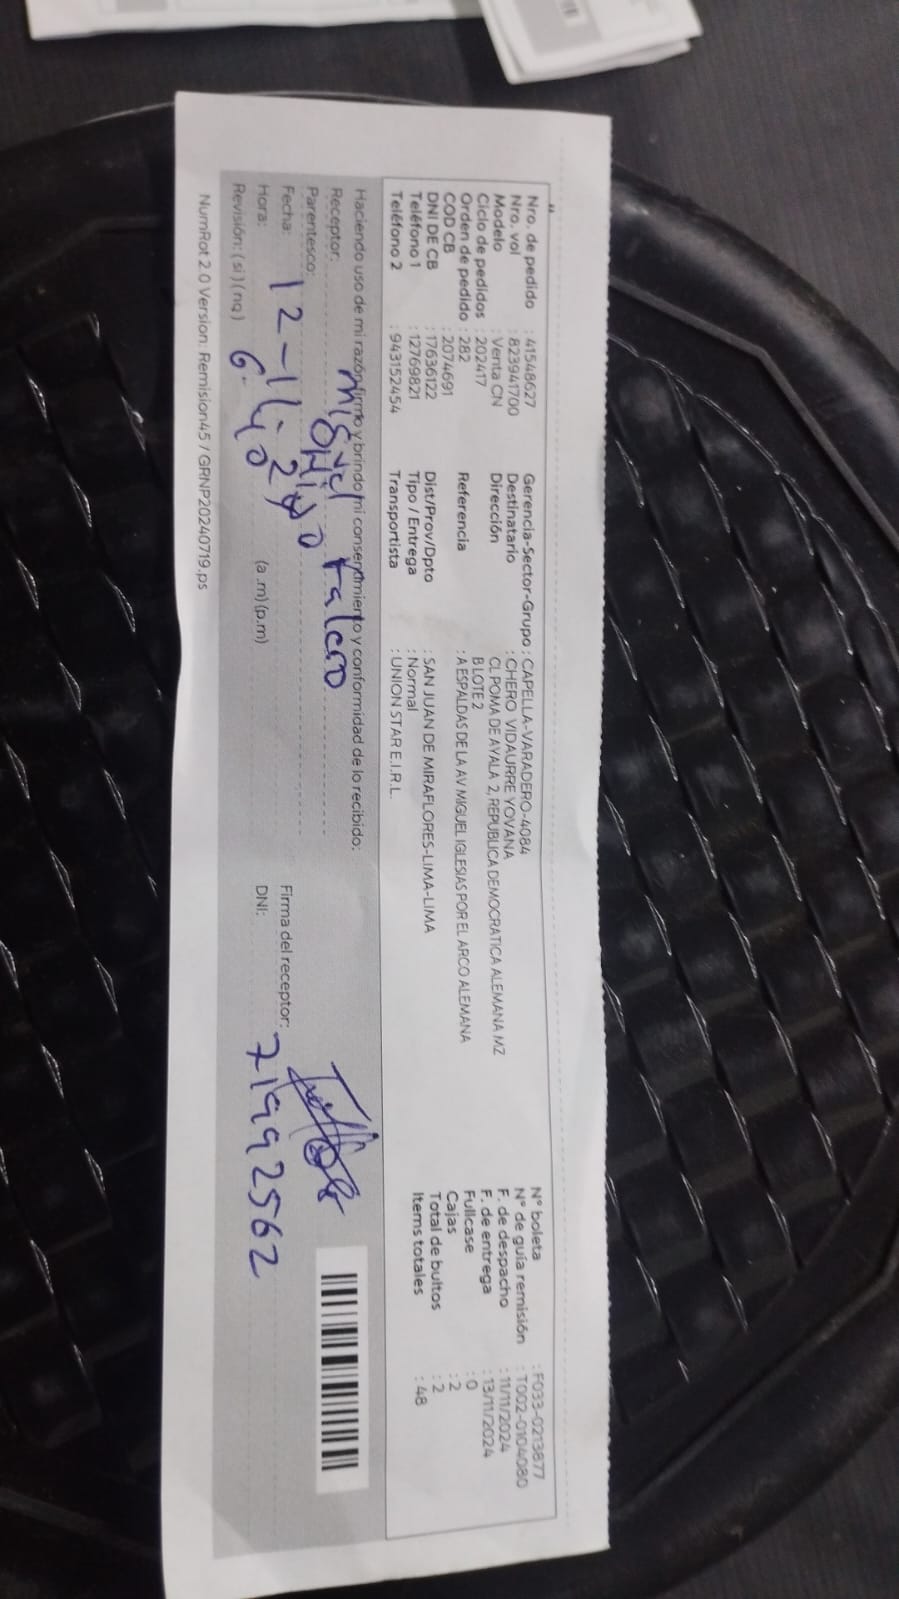 Nro. de pedido : 41548627
Nro. vol : 823941700
Modelo : Venta CN
Ciclo de pedidos : 202417
Orden de pedido : 282
COD CB : 2074691
DNI DE CB : 17636122
Teléfono 1 : 12769821
Teléfono 2 : 943152454
Gerencia-Sector-Grupo : CAPELLA-VARADERO-4084
Destinatario : CHERO VIDAURRE YOVANA
Dirección CL POMA DE AYALA 2, REPUBLICA DEMOCRATICA ALEMANA MZ
B LOTE 2
Referencia : A ESPALDAS DE LA AV MIGUEL IGLESIAS POR EL ARCO ALEMANA
Dist/Prov/Dpto : SAN JUAN DE MIRAFLORES-LIMA-LIMA
Tipo / Entrega : Normal
Transportista : UNION STAR E.I.R.L.
N° boleta : F033-0213877
N° de guía remisión : T002-0104080
F. de despacho : 11/11/2024
F. de entrega : 13/11/2024
Fullcase : 0
Cajas : 2
Total de bultos : 2
Items totales : 48
Haciendo uso de mi razón firmo y brindo mi consentimiento y conformidad de lo recibido:
Receptor: Miguel
Parentesco:
Fecha: 12-11-
Hora: 6:40 (a.m)(p.m)
Revisión: (si)(no)
Firma del receptor:
DNI: 71992562
NumRot 2.0 Version: Remision45 / GRNP20240719.ps